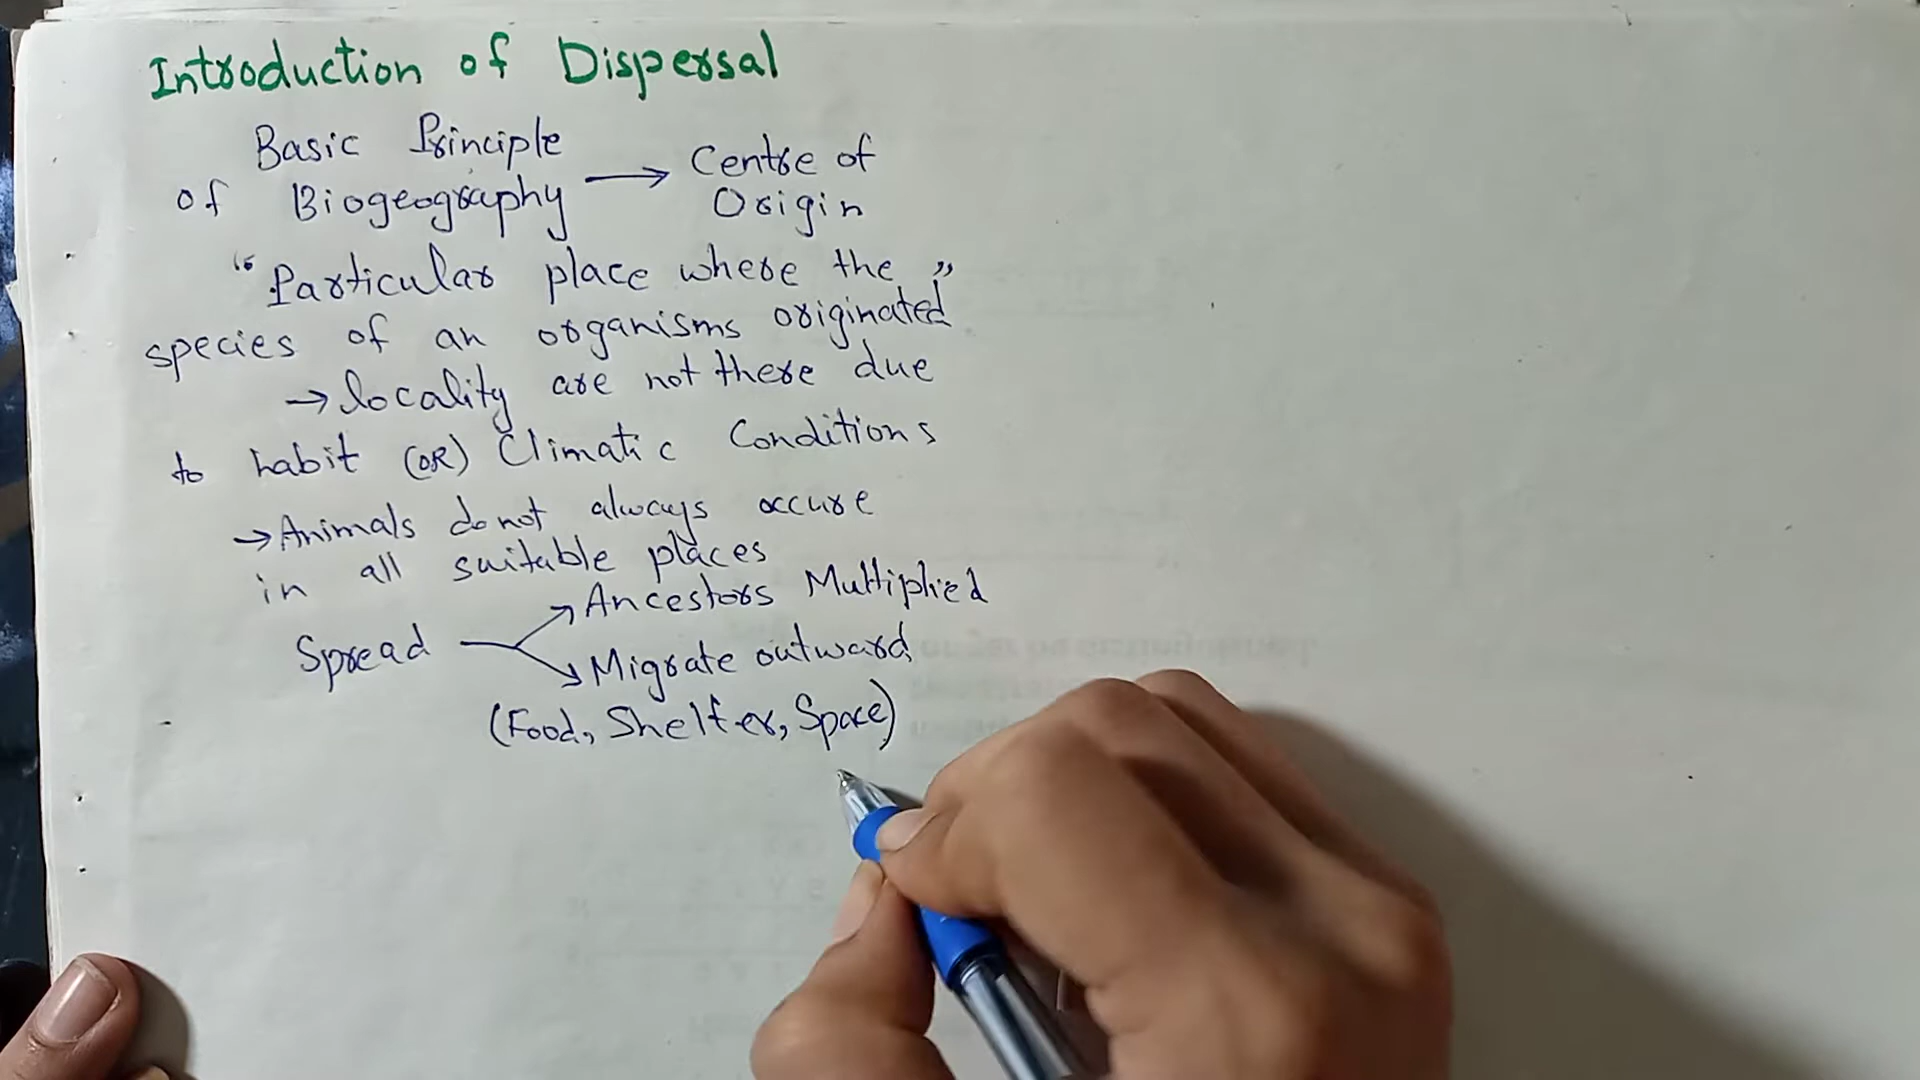 Introduction of Dispersal
Basic Principle
of Biogeography → Centre of
Origin
"Particular place where the"
species of an organisms originated
→ locality are not there due
to habit (OR) Climatic Conditions
→ Animals do not always occure
in all suitable places
Spread → Ancestors Multiplied
→ Migrate outward
(Food, Shelter, Space)